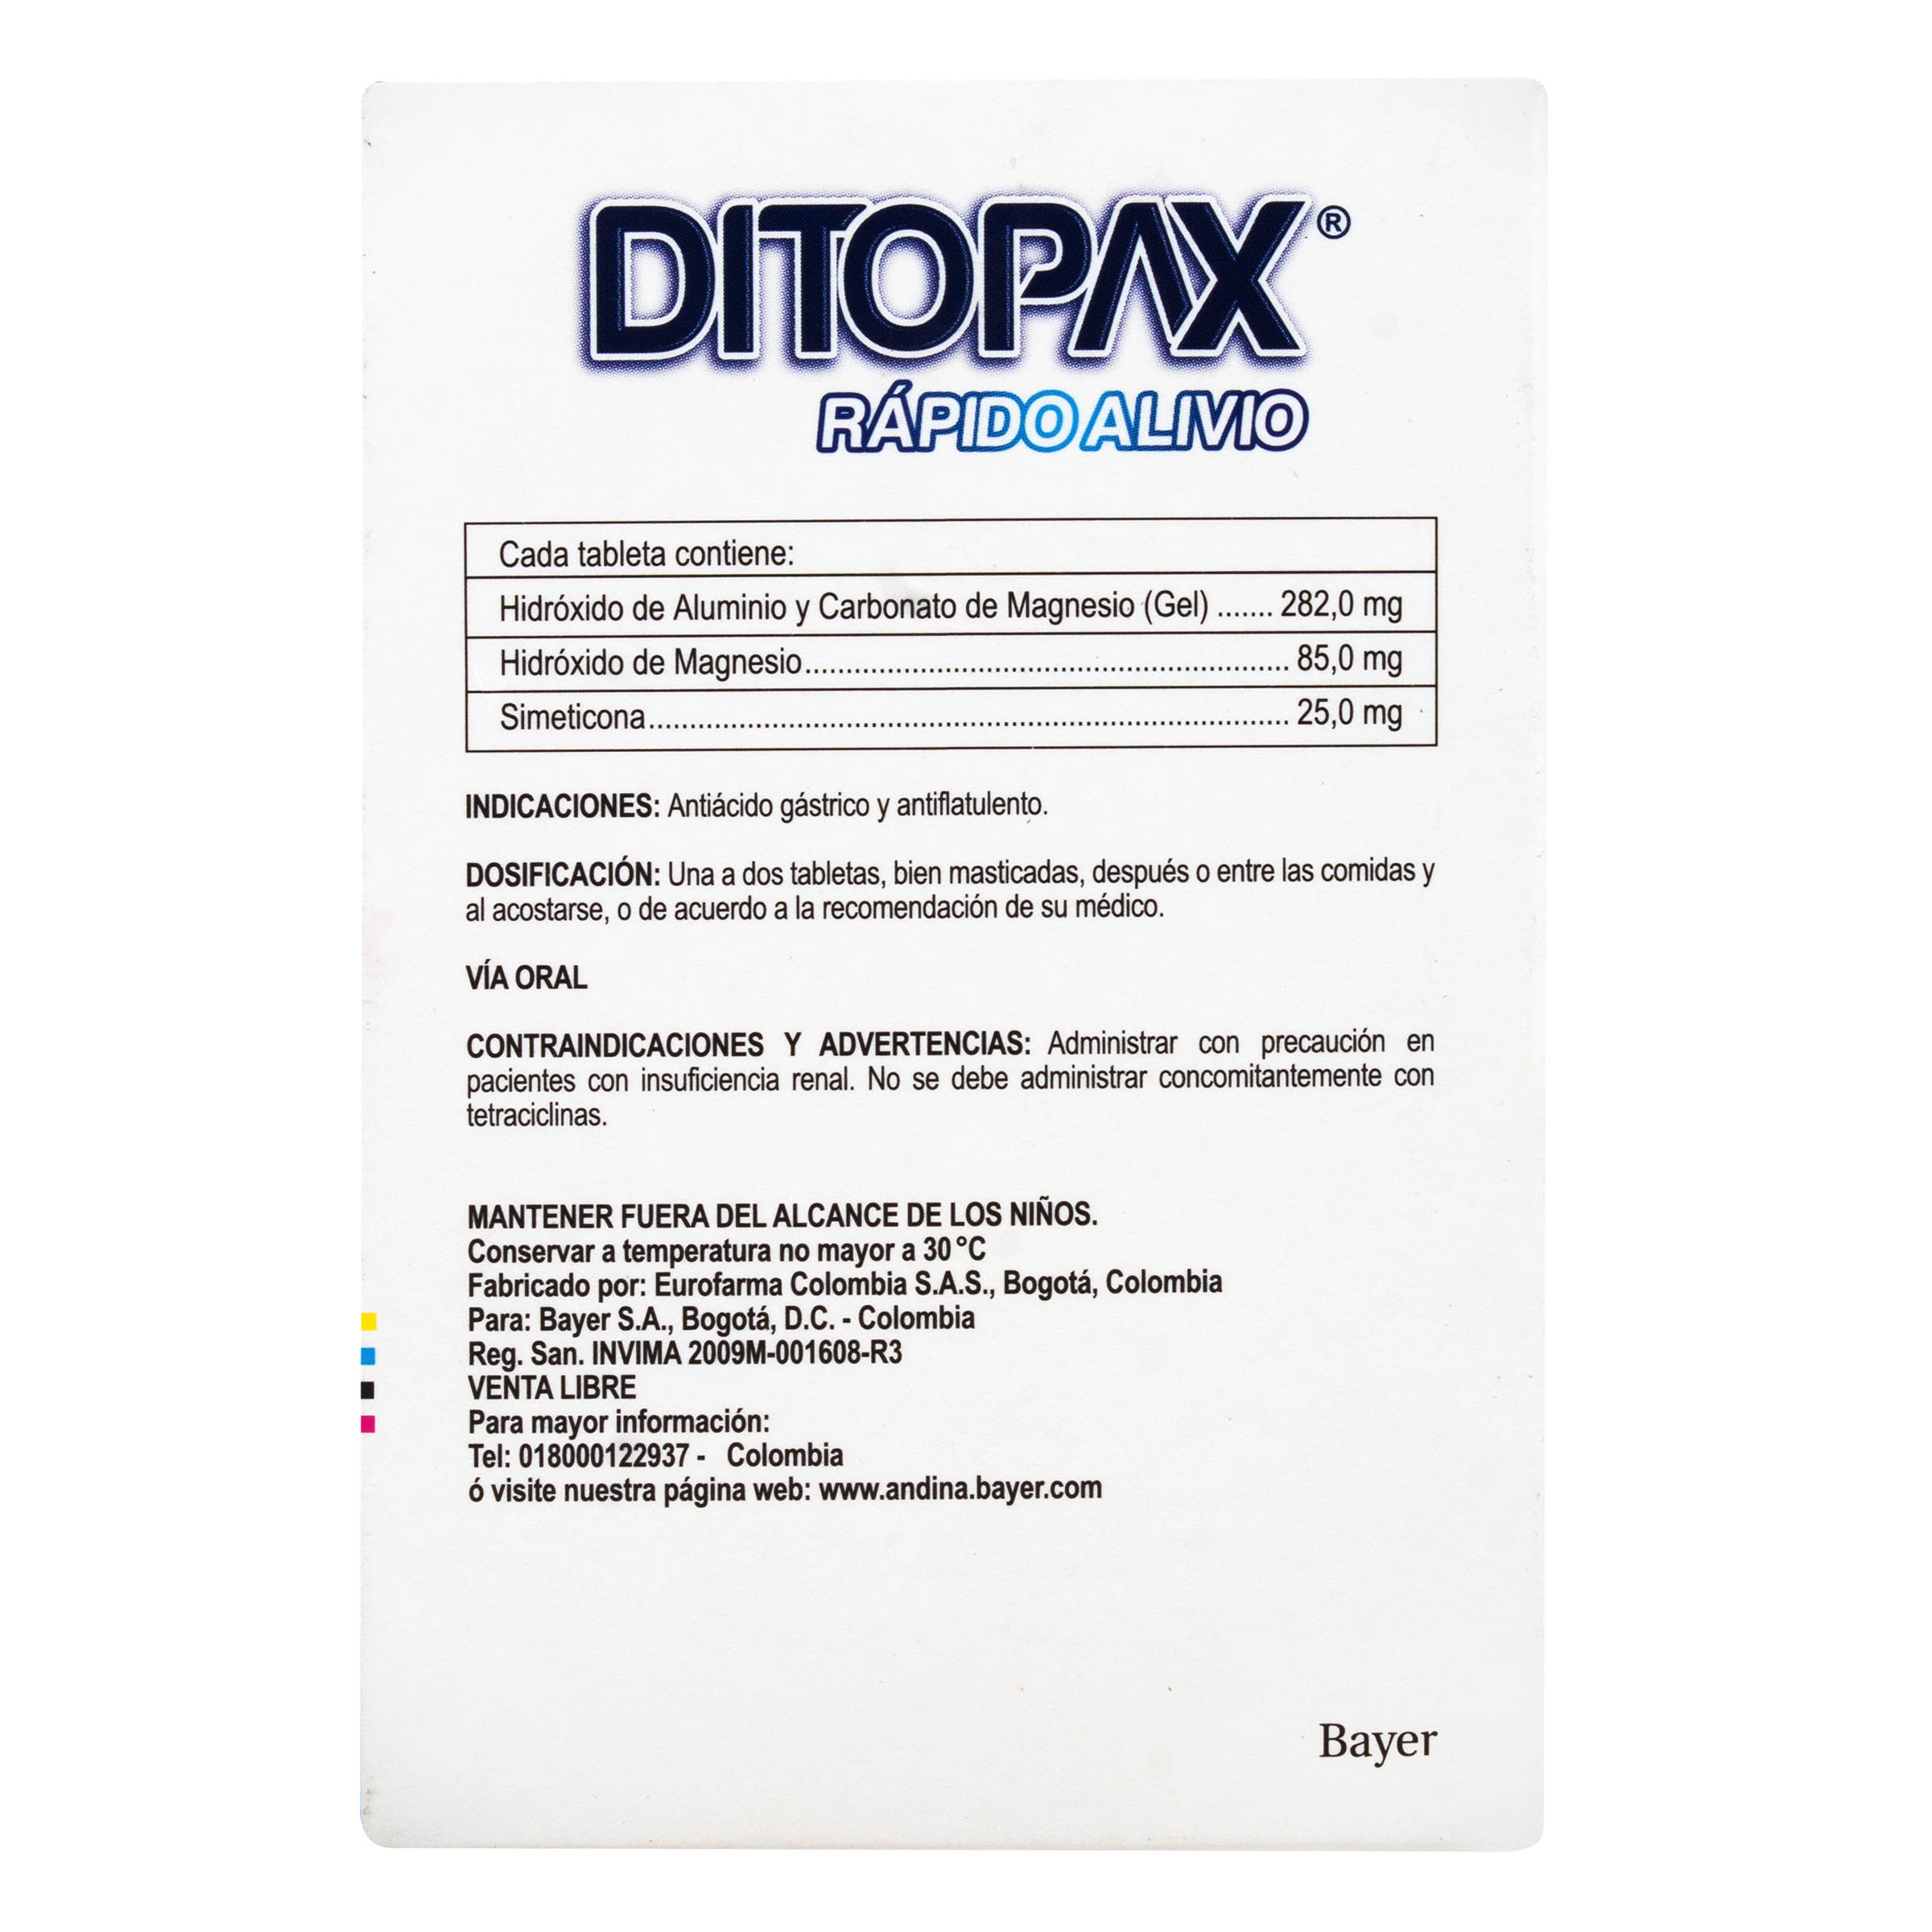 DITOPAX®
RÁPIDO ALIVIO
Cada tableta contiene:
Hidróxido de Aluminio y Carbonato de Magnesio (Gel) ....... 282,0 mg
Hidróxido de Magnesio........................................................... 85,0 mg
Simeticona.............................................................................. 25,0 mg
INDICACIONES: Antiácido gástrico y antiflatulento.
DOSIFICACIÓN: Una a dos tabletas, bien masticadas, después o entre las comidas y
al acostarse, o de acuerdo a la recomendación de su médico.
VÍA ORAL
CONTRAINDICACIONES Y ADVERTENCIAS: Administrar con precaución en
pacientes con insuficiencia renal. No se debe administrar concomitantemente con
tetraciclinas.
MANTENER FUERA DEL ALCANCE DE LOS NIÑOS.
Conservar a temperatura no mayor a 30 °C
Fabricado por: Eurofarma Colombia S.A.S., Bogotá, Colombia
Para: Bayer S.A., Bogotá, D.C. - Colombia
Reg. San. INVIMA 2009M-001608-R3
VENTA LIBRE
Para mayor información:
Tel: 018000122937 - Colombia
ó visite nuestra página web: www.andina.bayer.com
Bayer